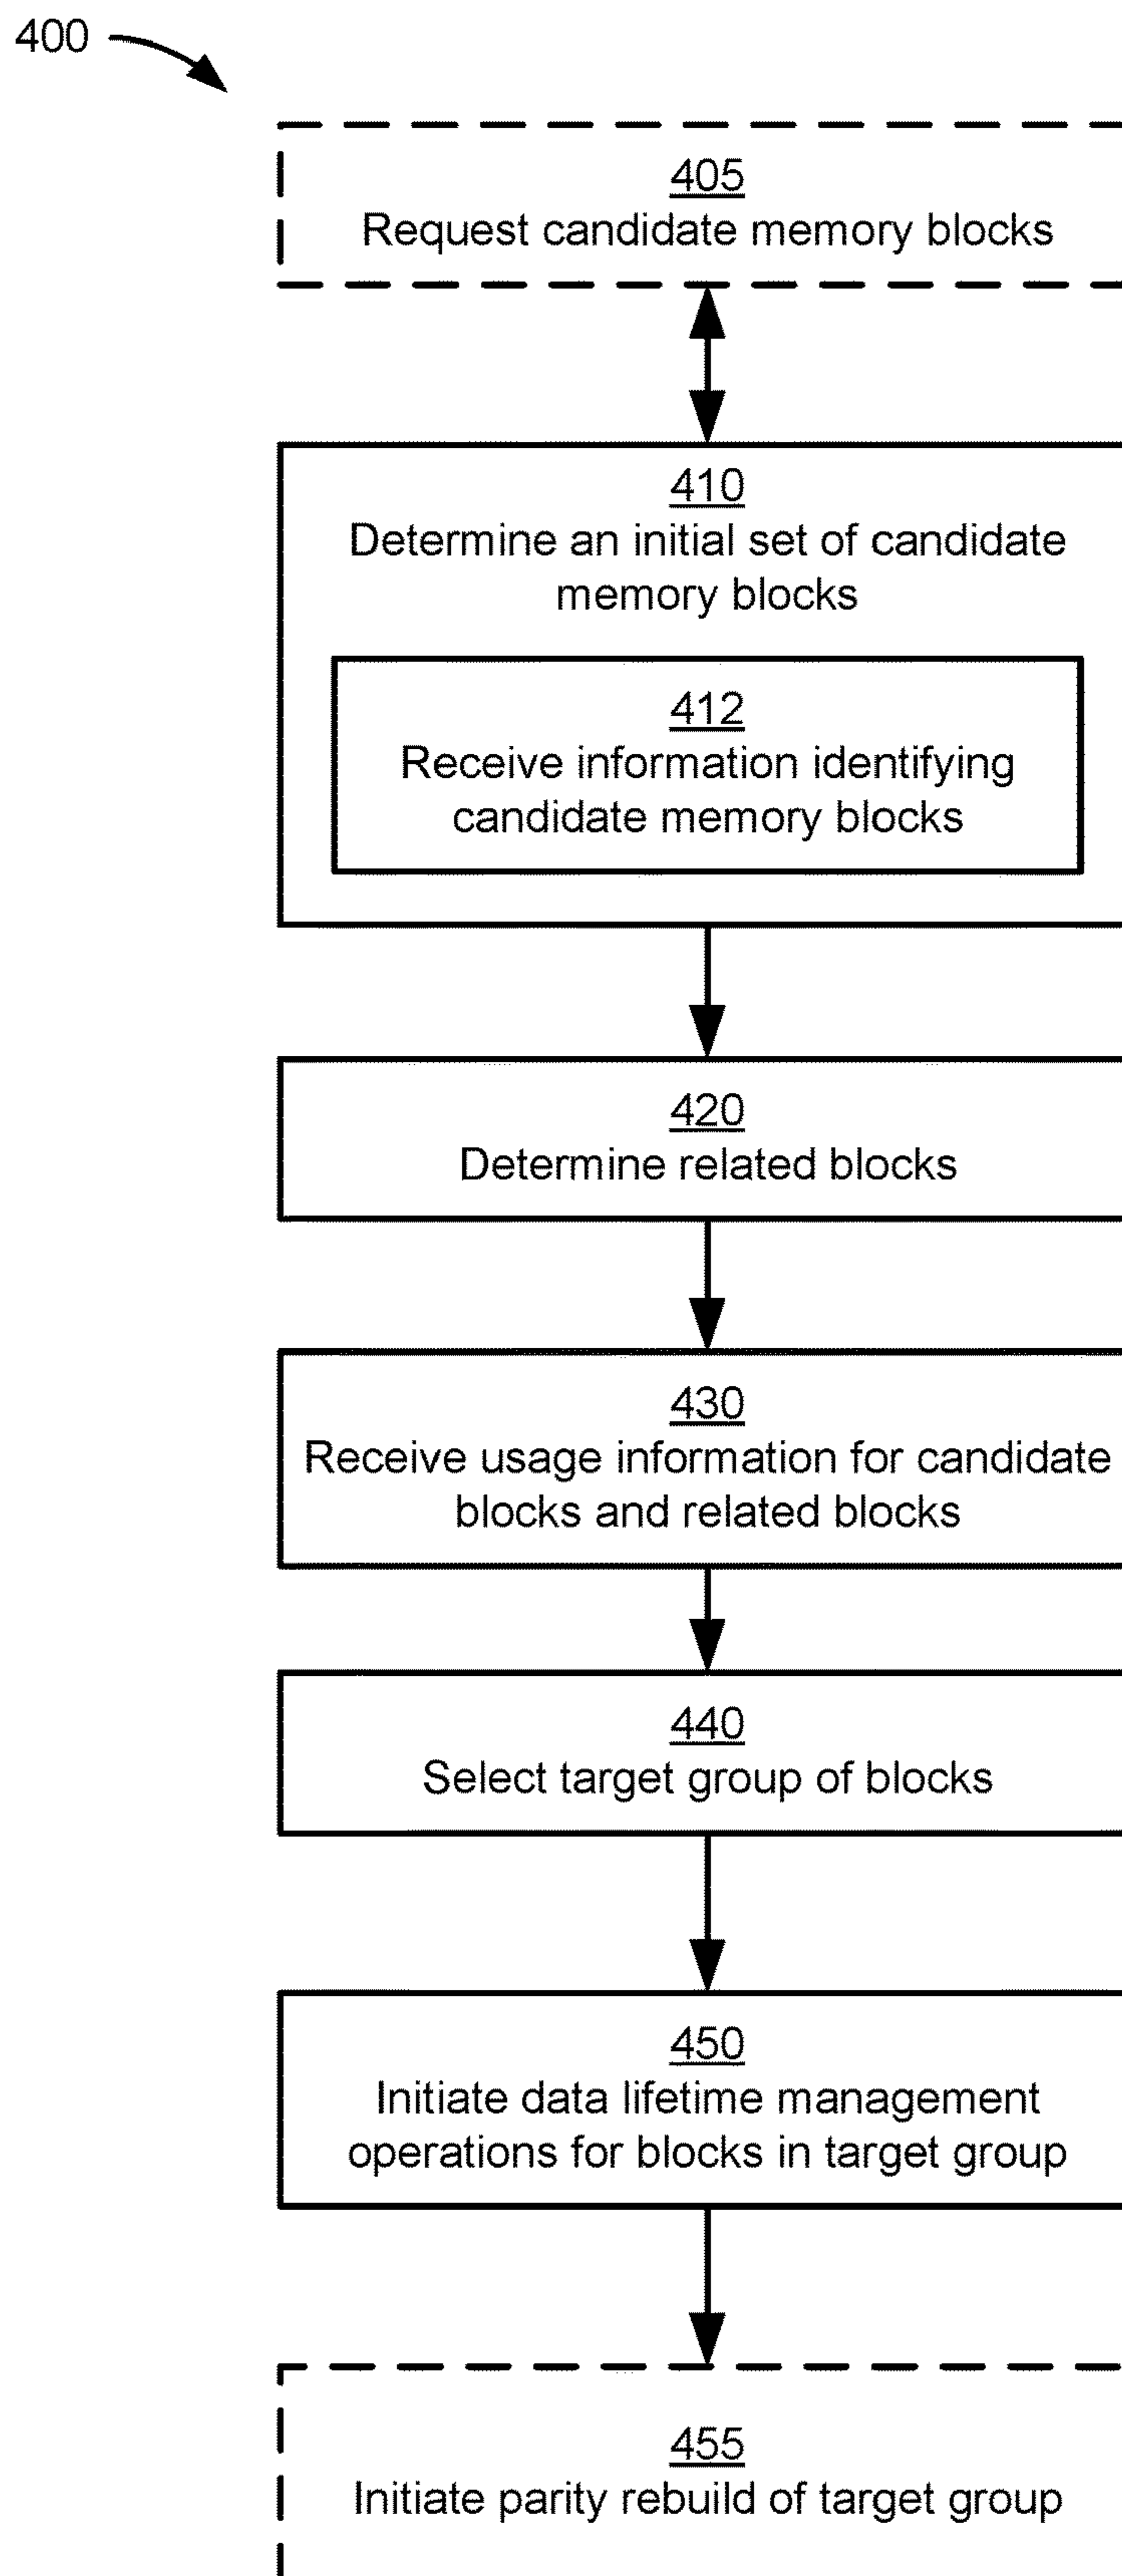 400
405
Request candidate memory blocks
410
Determine an initial set of candidate
memory blocks
412
Receive information identifying
candidate memory blocks
420
Determine related blocks
430
Receive usage information for candidate
blocks and related blocks
440
Select target group of blocks
450
Initiate data lifetime management
operations for blocks in target group
455
Initiate parity rebuild of target group